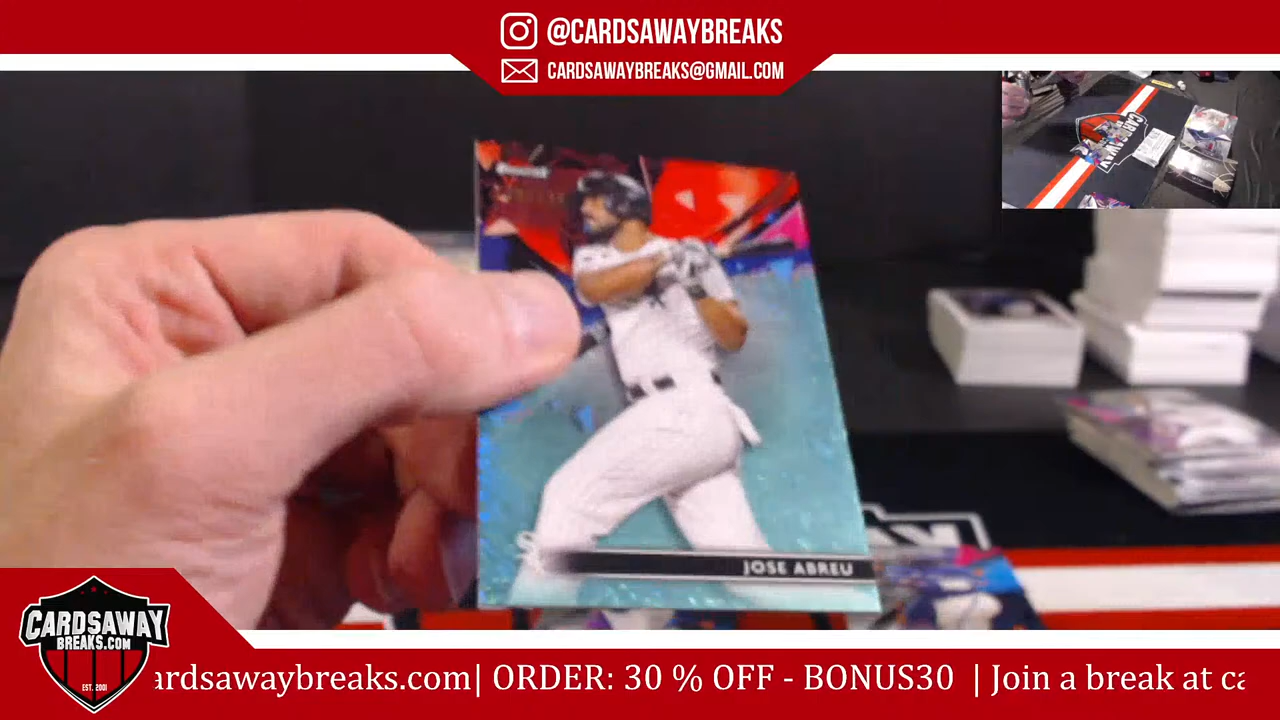 @CARDSAWAYBREAKS
CARDSAWAYBREAKS@GMAIL.COM
CARDSAWAY
JOSE ABREU
CARDSAWAY
BREAKS.COM
EST. 2001
ardsawaybreaks.com| ORDER: 30 % OFF - BONUS30 | Join a break at ca